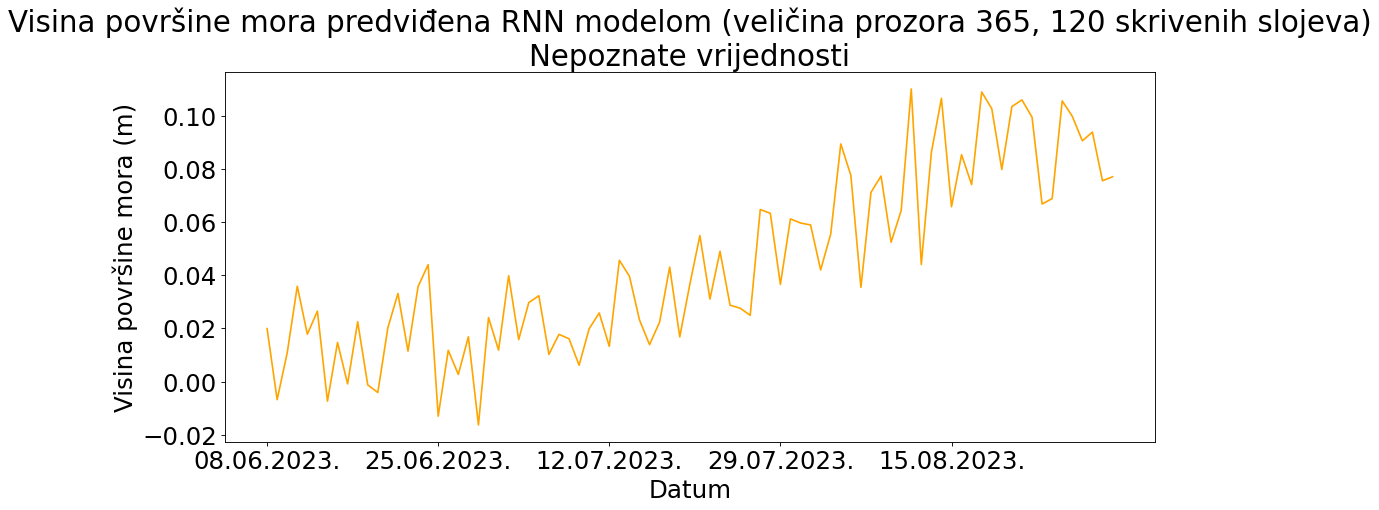 Visina površine mora predviđena RNN modelom (veličina prozora 365, 120 skrivenih slojeva)
Nepoznate vrijednosti
Visina površine mora (m)
0.10
0.08
0.06
0.04
0.02
0.00
−0.02
08.06.2023. 25.06.2023. 12.07.2023. 29.07.2023. 15.08.2023.
Datum